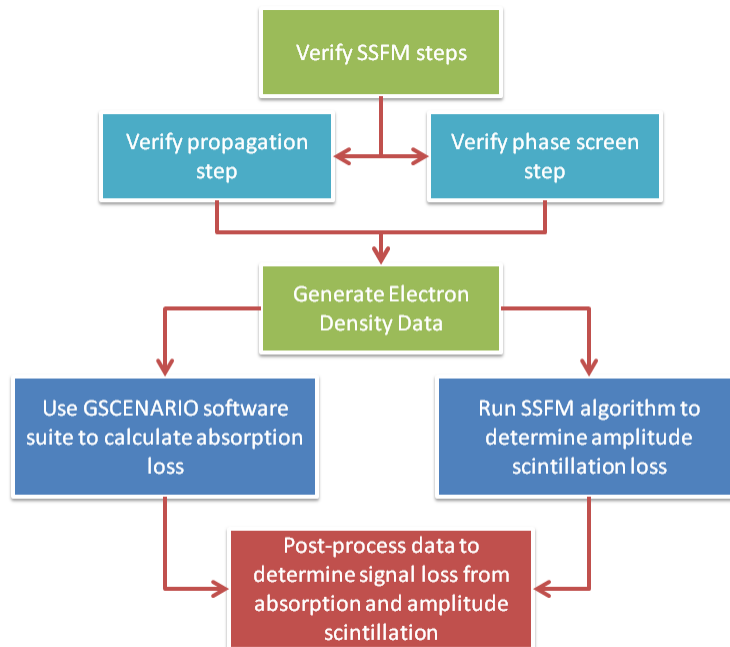 Verify SSFM steps
Verify propagation
step
Verify phase screen
step
Generate Electron
Density Data
Use GSCENARIO software
suite to calculate absorption
loss
Run SSFM algorithm to
determine amplitude
scintillation loss
Post-process data to
determine signal loss from
absorption and amplitude
scintillation